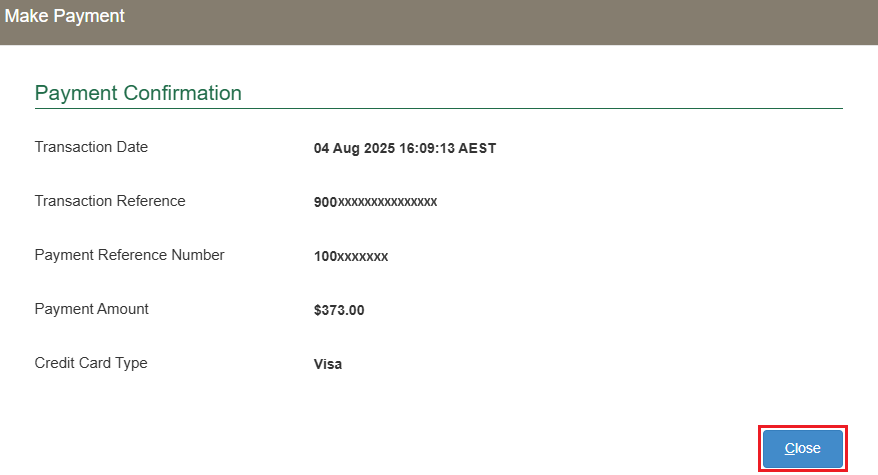 Make Payment
Payment Confirmation
Transaction Date 04 Aug 2025 16:09:13 AEST
Transaction Reference 900xxxxxxxxxxxxxxx
Payment Reference Number 100xxxxxxx
Payment Amount $373.00
Credit Card Type Visa
Close